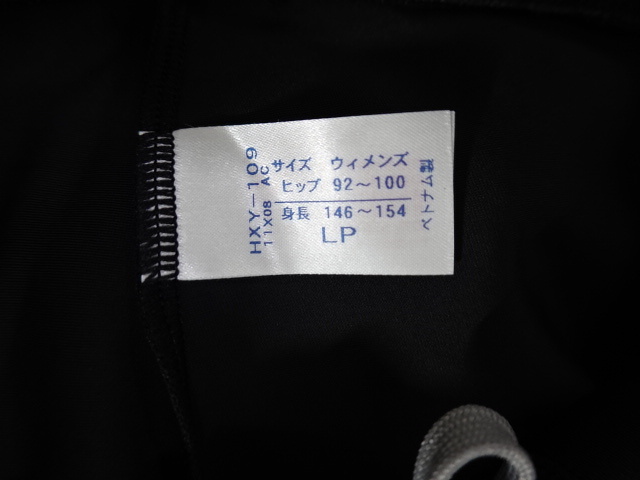 HXY-109
11X08 AC
サイズ ウィメンズ
ヒップ 92～100
身長 146～154
LP
ベトナム製